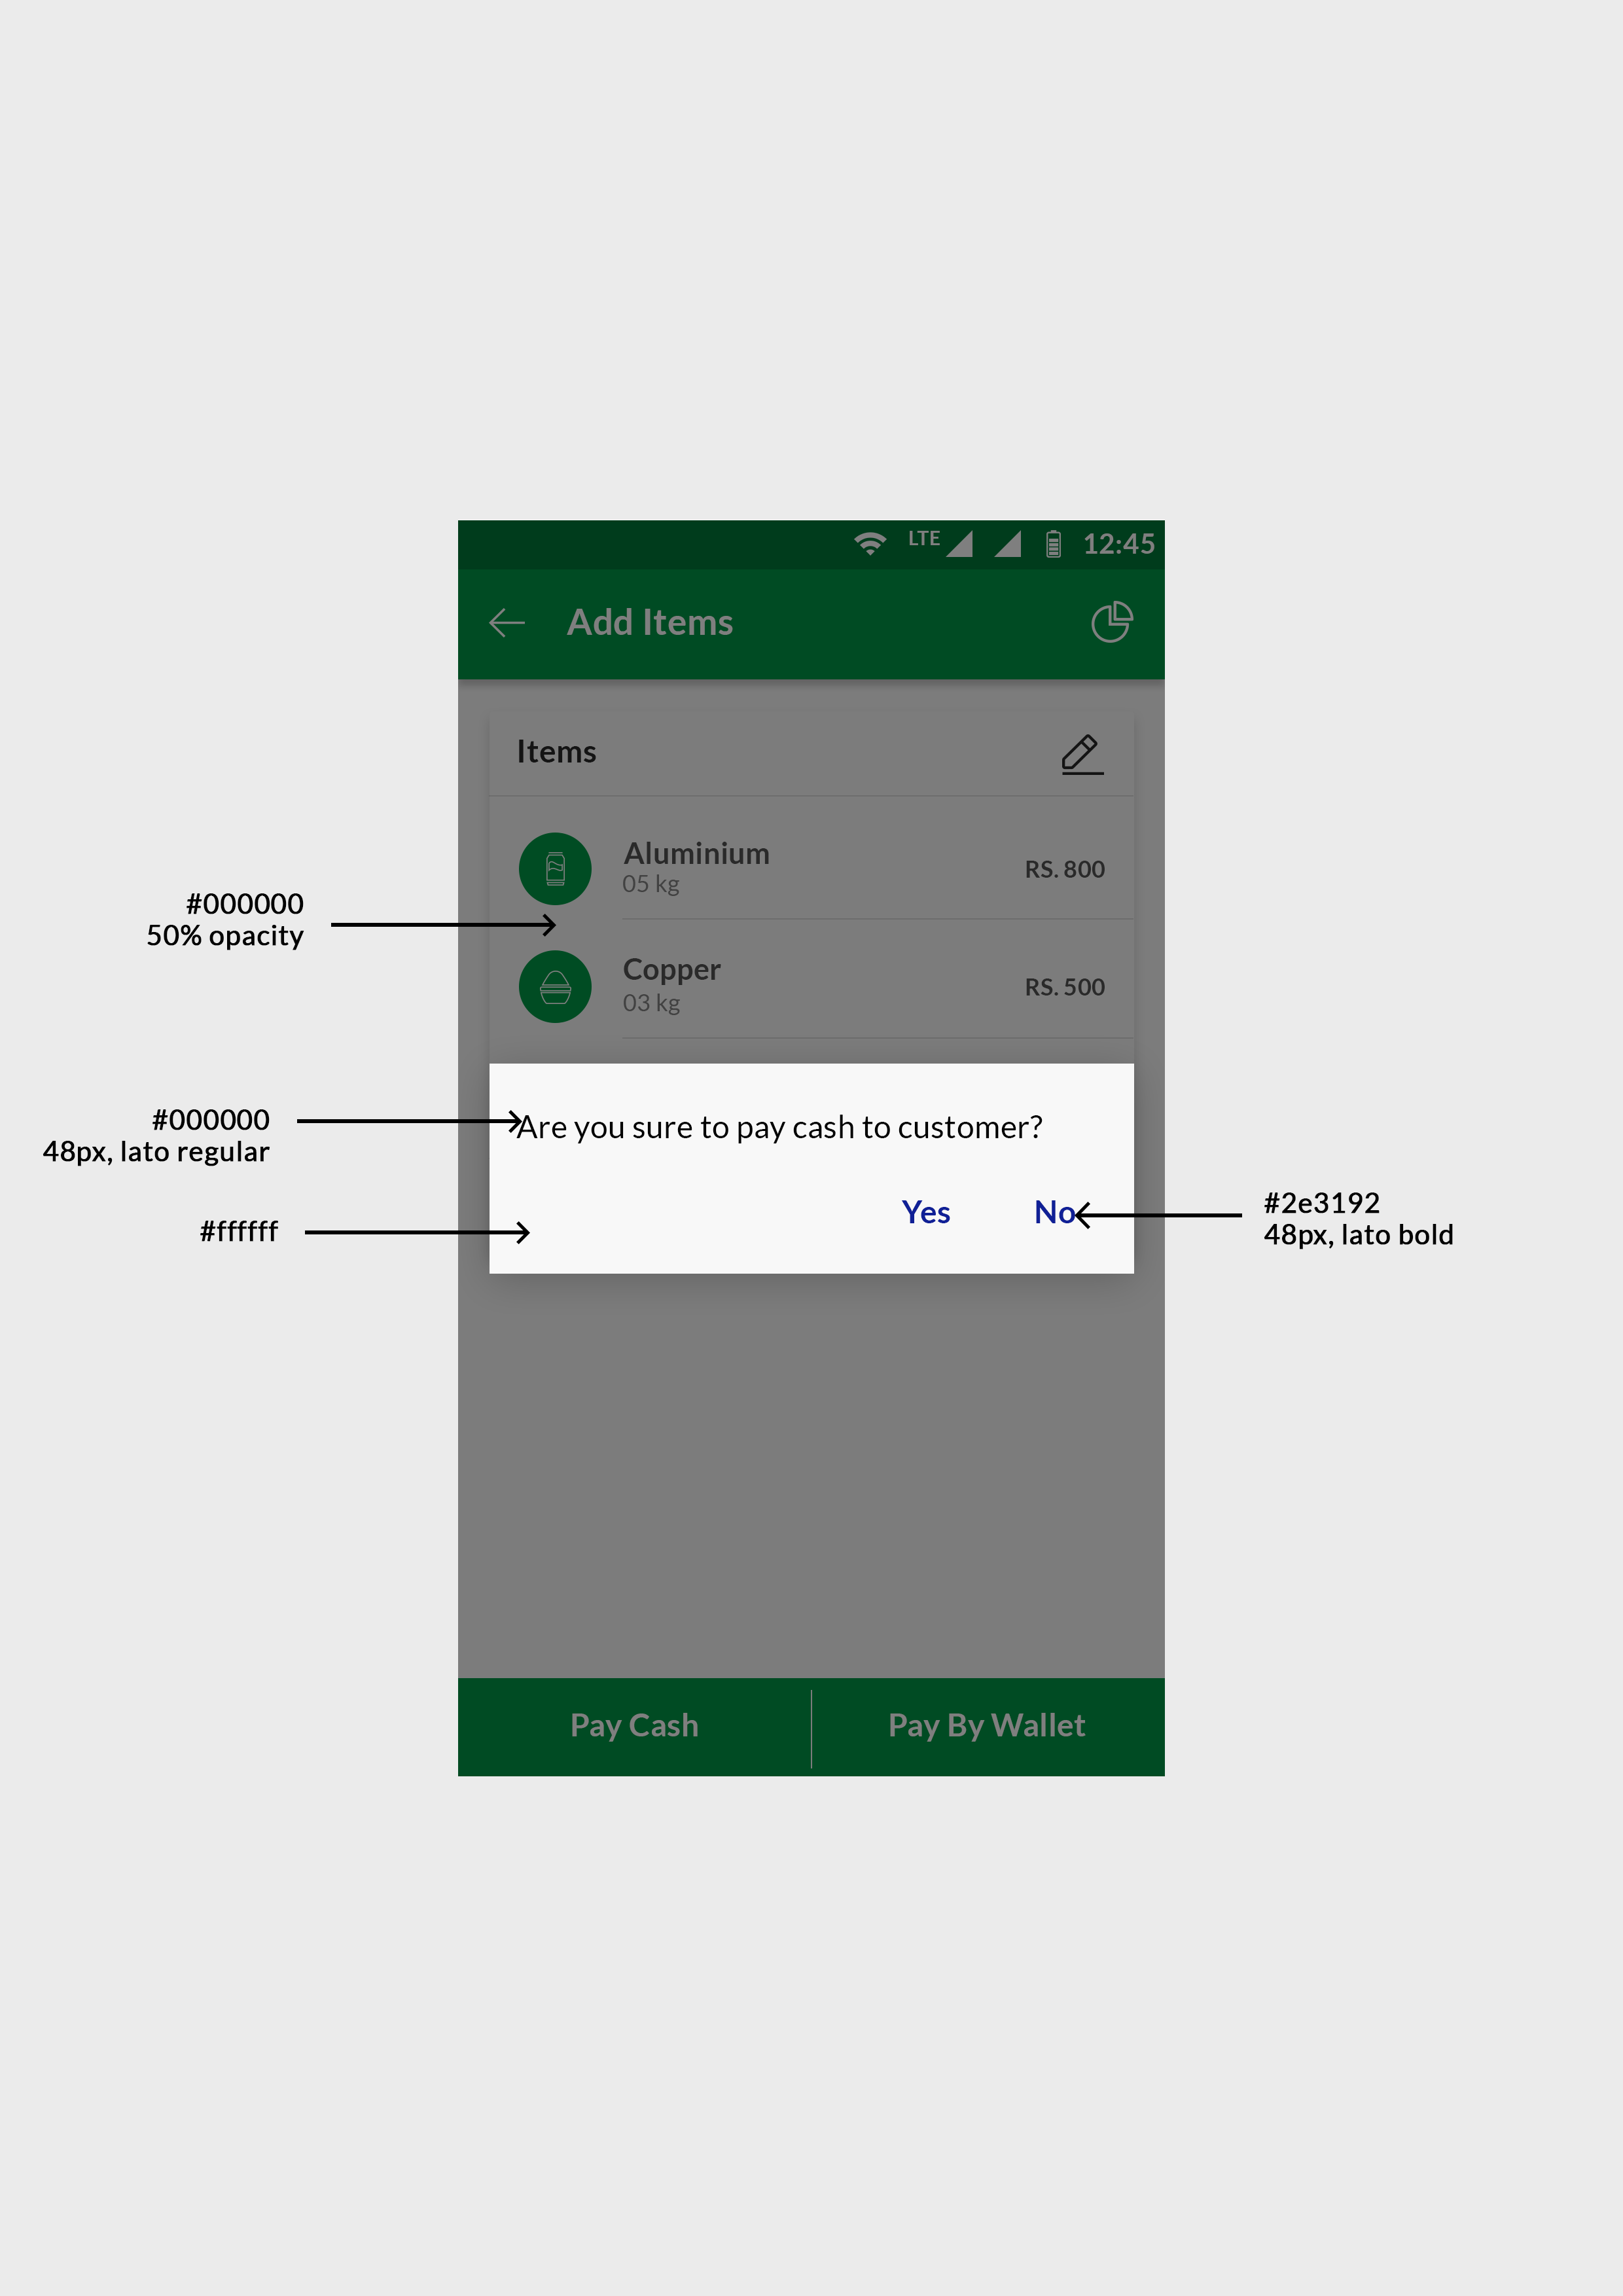 LTE 12:45
Add Items
Items
Aluminium
05 kg
RS. 800
#000000
50% opacity
Copper
03 kg
RS. 500
#000000
48px, lato regular
Are you sure to pay cash to customer?
#ffffff
Yes No
#2e3192
48px, lato bold
Pay Cash Pay By Wallet